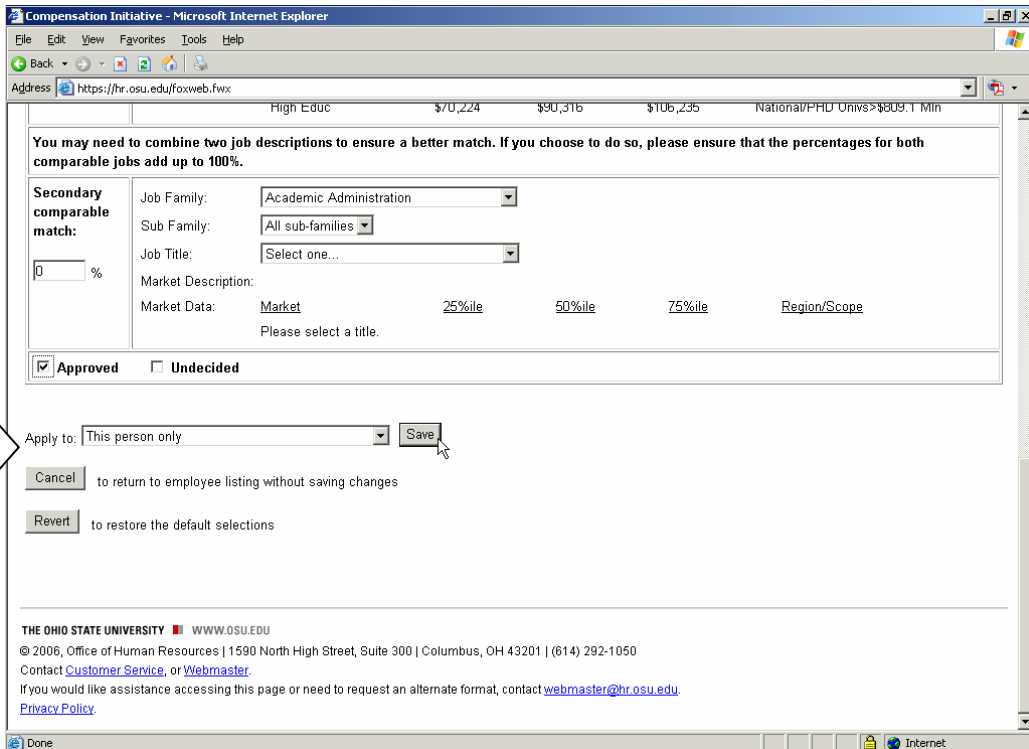 Compensation Initiative - Microsoft Internet Explorer
File Edit View Favorites Tools Help
Back
Address https://hr.osu.edu/foxweb.fwx
High Educ $70,224 $90,316 $106,235 National/PHD Univs>$809.1 Mln
You may need to combine two job descriptions to ensure a better match. If you choose to do so, please ensure that the percentages for both
comparable jobs add up to 100%.
Secondary
comparable
match:
0 %
Job Family: Academic Administration
Sub Family: All sub-families
Job Title: Select one...
Market Description:
Market Data: Market 25%ile 50%ile 75%ile Region/Scope
Please select a title.
Approved Undecided
Apply to: This person only Save
Cancel to return to employee listing without saving changes
Revert to restore the default selections
THE OHIO STATE UNIVERSITY WWW.OSU.EDU
© 2006, Office of Human Resources | 1590 North High Street, Suite 300 | Columbus, OH 43201 | (614) 292-1050
Contact Customer Service, or Webmaster.
If you would like assistance accessing this page or need to request an alternate format, contact webmaster@hr.osu.edu.
Privacy Policy.
Done Internet